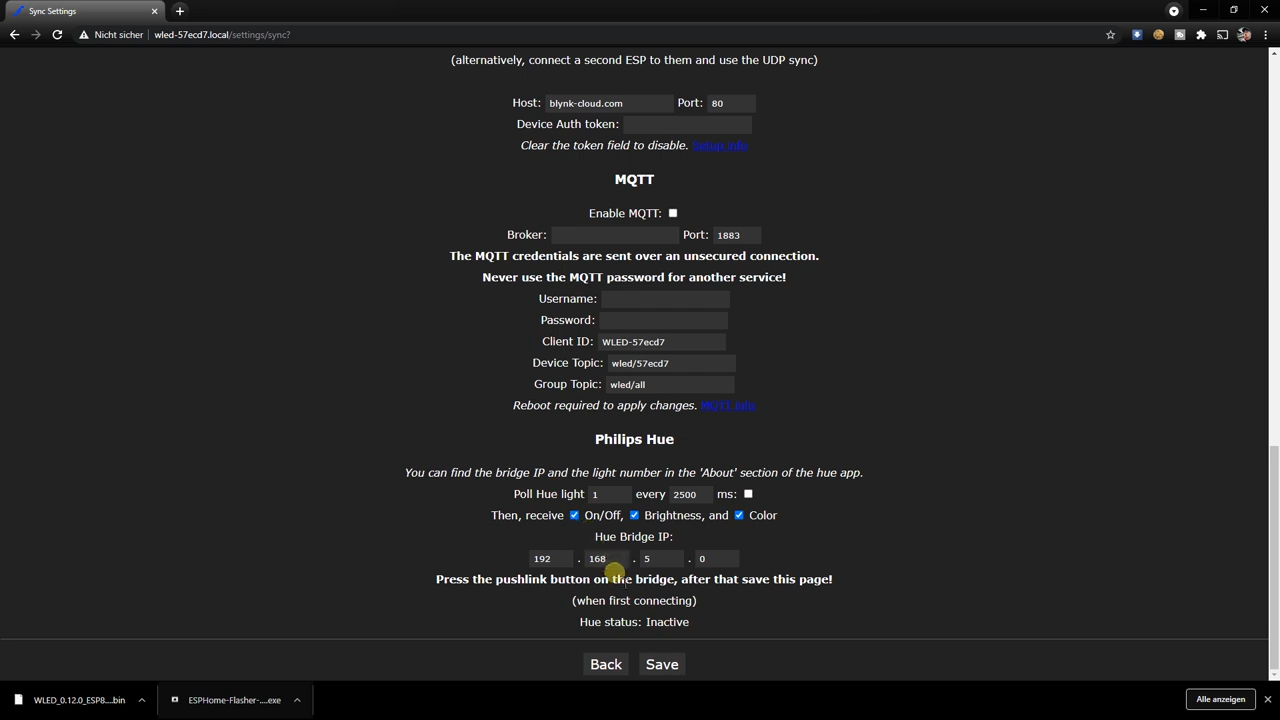 Sync Settings
Nicht sicher wled-57ecd7.local/settings/sync?
(alternatively, connect a second ESP to them and use the UDP sync)
Host: blynk-cloud.com Port: 80
Device Auth token:
Clear the token field to disable. Setup info
MQTT
Enable MQTT:
Broker: Port: 1883
The MQTT credentials are sent over an unsecured connection.
Never use the MQTT password for another service!
Username:
Password:
Client ID: WLED-57ecd7
Device Topic: wled/57ecd7
Group Topic: wled/all
Reboot required to apply changes. MQTT info
Philips Hue
You can find the bridge IP and the light number in the 'About' section of the hue app.
Poll Hue light 1 every 2500 ms:
Then, receive On/Off, Brightness, and Color
Hue Bridge IP:
192 . 168 . 5 . 0
Press the pushlink button on the bridge, after that save this page!
(when first connecting)
Hue status: Inactive
Back Save
WLED_0.12.0_ESP8....bin ESPHome-Flasher-....exe Alle anzeigen